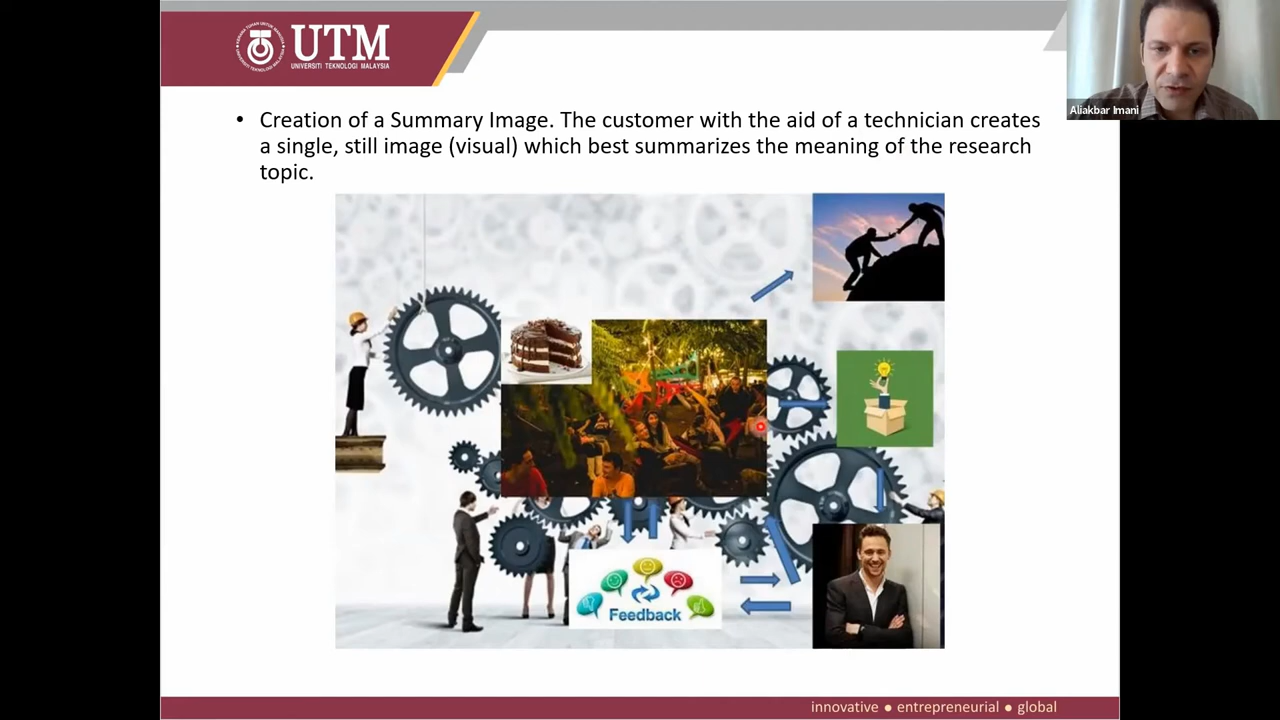 UTM
UNIVERSITI TEKNOLOGI MALAYSIA
Aliakbar Imani
• Creation of a Summary Image. The customer with the aid of a technician creates
a single, still image (visual) which best summarizes the meaning of the research
topic.
Feedback
innovative ● entrepreneurial ● global